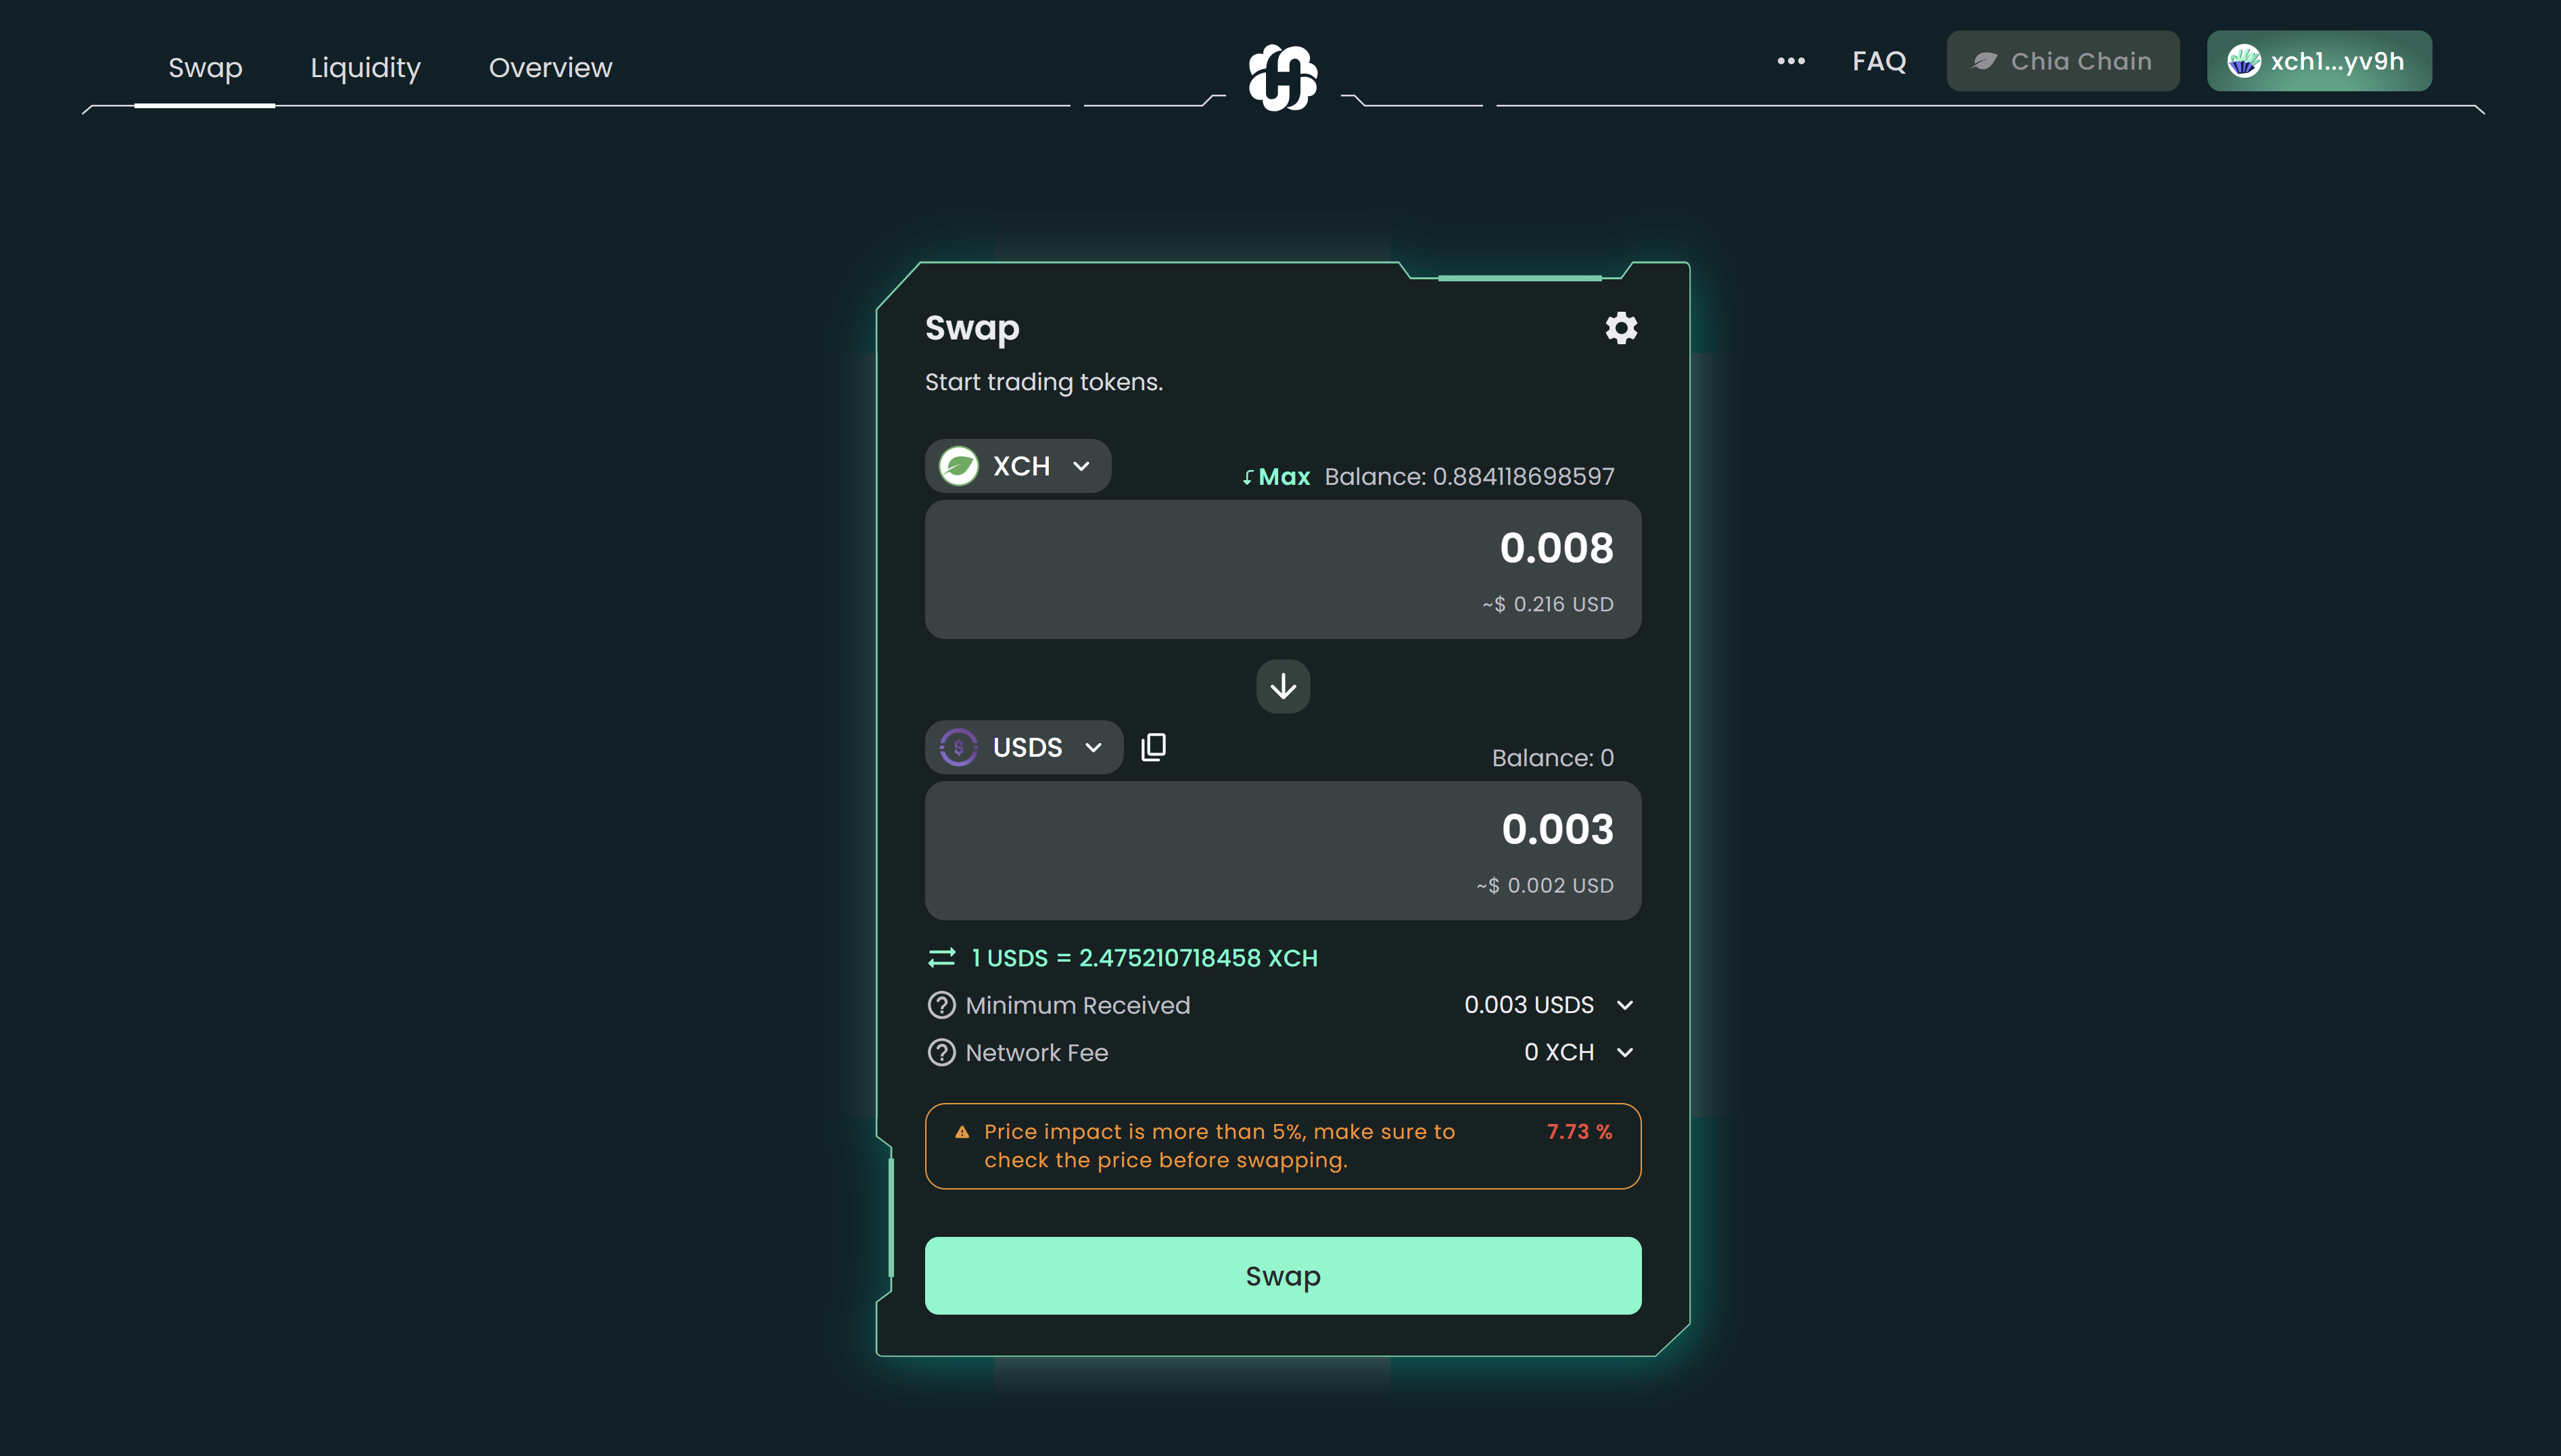 Swap
Liquidity
Overview
FAQ
Chia Chain
xch1...yv9h
Swap
Start trading tokens.
XCH
Max Balance: 0.884118698597
0.008
~$ 0.216 USD
USDS
Balance: 0
0.003
~$ 0.002 USD
1 USDS = 2.475210718458 XCH
Minimum Received 0.003 USDS
Network Fee 0 XCH
Price impact is more than 5%, make sure to 7.73 %
check the price before swapping.
Swap